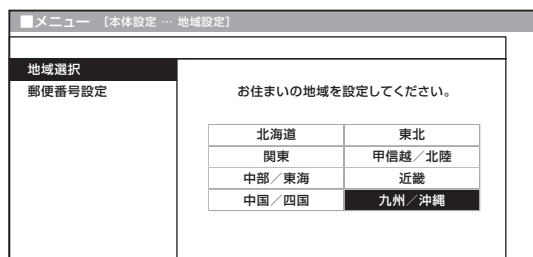 ■メニュー [本体設定 … 地域設定]
地域選択
郵便番号設定
お住まいの地域を設定してください。
北海道 東北
関東 甲信越／北陸
中部／東海 近畿
中国／四国 九州／沖縄